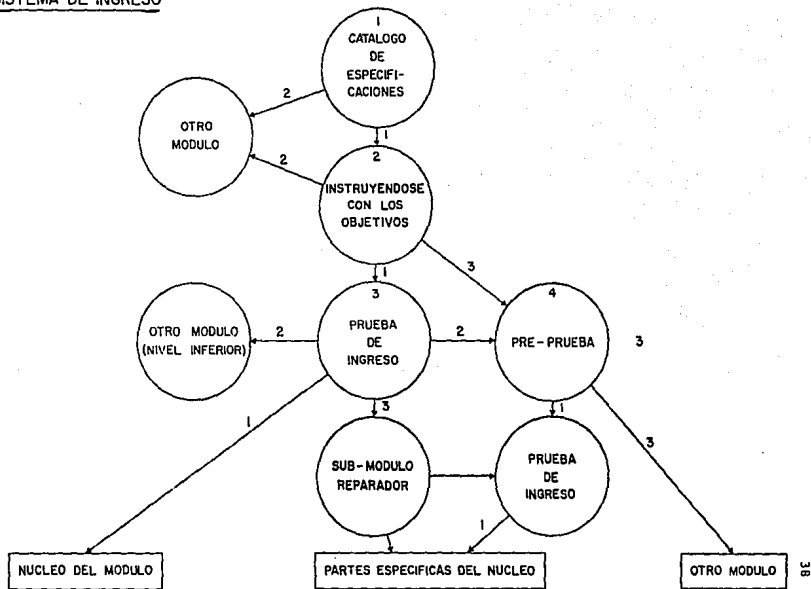 SISTEMA DE INGRESO
1
CATALOGO
DE
ESPECIFI-
CACIONES
2
1
OTRO
MODULO
2
2
INSTRUYENDOSE
CON LOS
OBJETIVOS
1
3
3
PRUEBA
DE
INGRESO
4
PRE-PRUEBA
3
OTRO MODULO
(NIVEL INFERIOR)
2
2
1
3
1
3
SUB-MODULO
REPARADOR
PRUEBA
DE
INGRESO
1
NUCLEO DEL MODULO
PARTES ESPECIFICAS DEL NUCLEO
OTRO MODULO
38